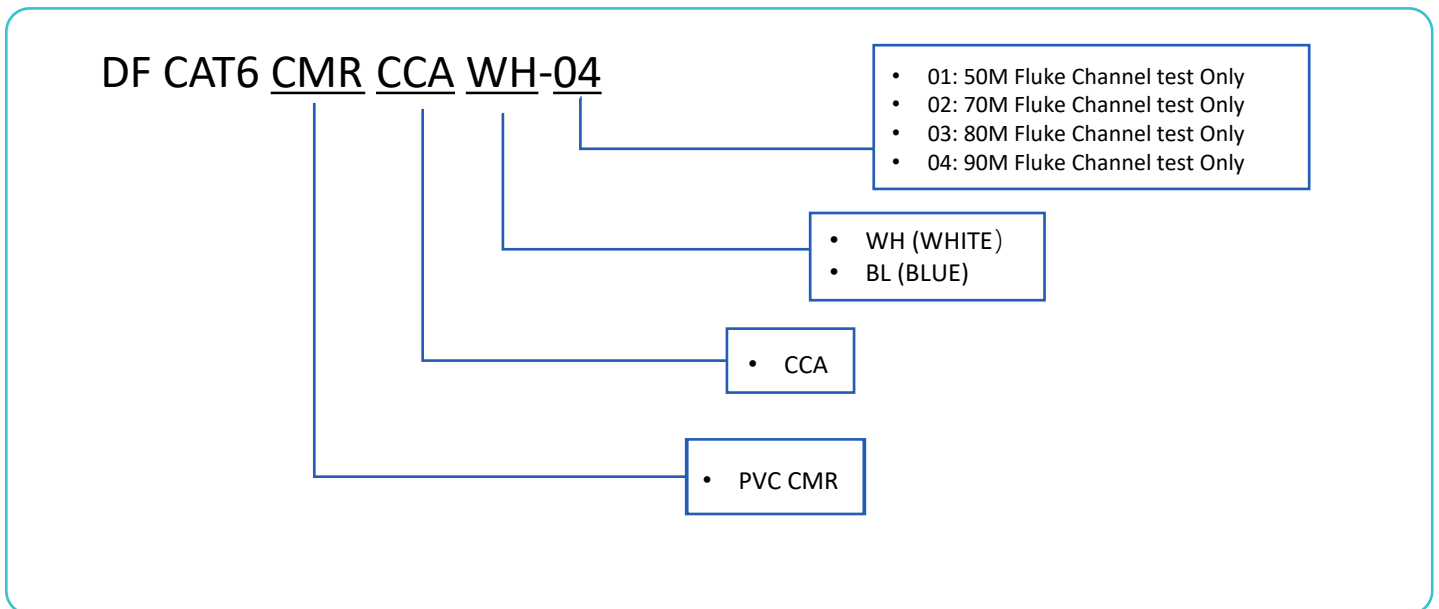 DF CAT6 CMR CCA WH-04
• 01: 50M Fluke Channel test Only
• 02: 70M Fluke Channel test Only
• 03: 80M Fluke Channel test Only
• 04: 90M Fluke Channel test Only
• WH (WHITE）
• BL (BLUE)
• CCA
• PVC CMR